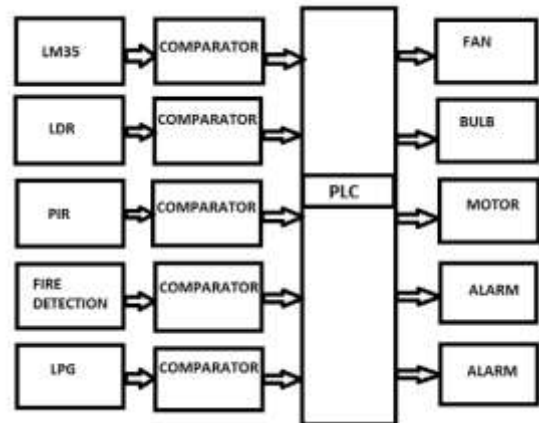 LM35
COMPARATOR
FAN
LDR
COMPARATOR
BULB
PIR
COMPARATOR
PLC
MOTOR
FIRE
DETECTION
COMPARATOR
ALARM
LPG
COMPARATOR
ALARM